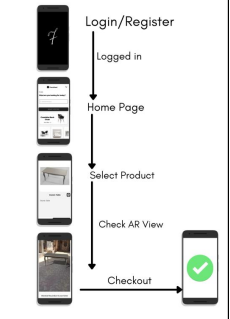 Login/Register
Logged in
Home Page
Select Product
Check AR View
Checkout